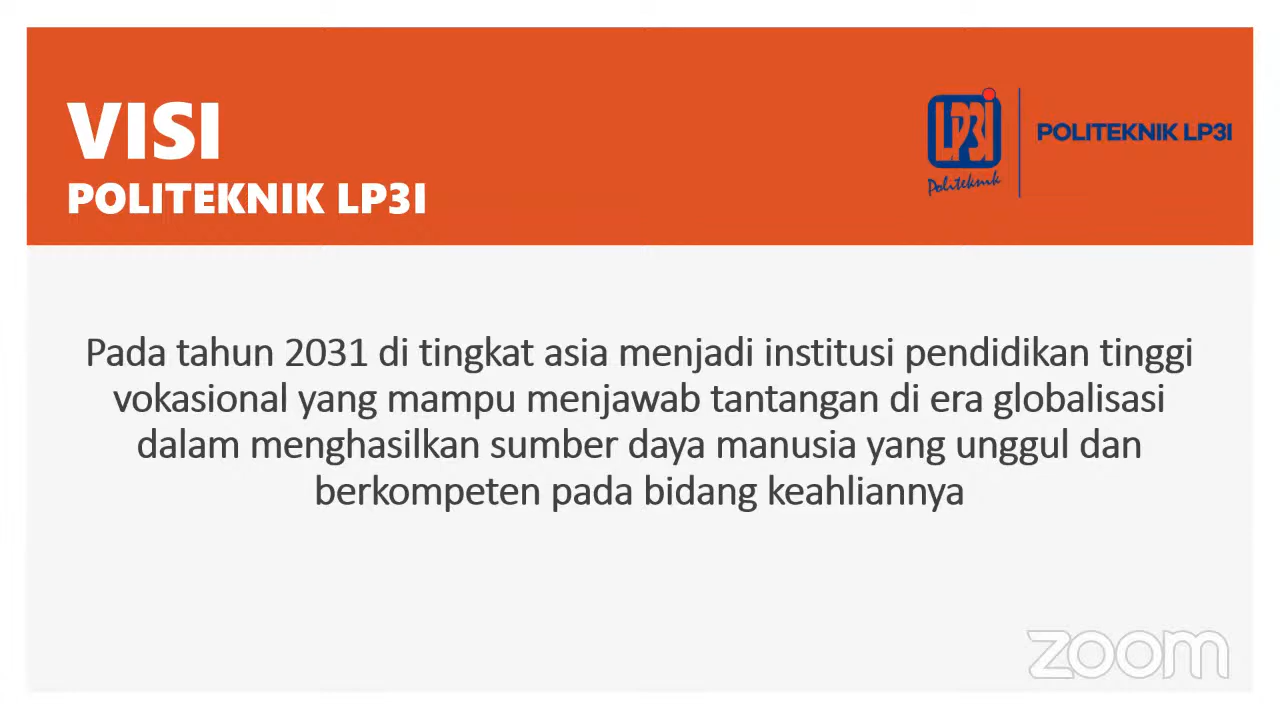 VISI
POLITEKNIK LP3I
LP3i
Politeknik
POLITEKNIK LP3I
Pada tahun 2031 di tingkat asia menjadi institusi pendidikan tinggi
vokasional yang mampu menjawab tantangan di era globalisasi
dalam menghasilkan sumber daya manusia yang unggul dan
berkompeten pada bidang keahliannya
zoom